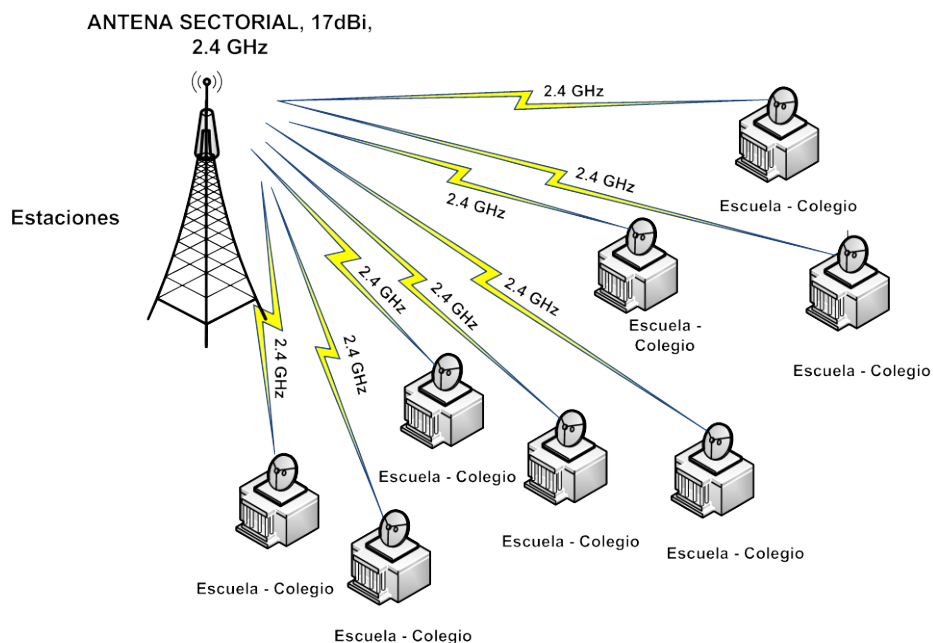 ANTENA SECTORIAL, 17dBi,
2.4 GHz
2.4 GHz
Escuela - Colegio
2.4 GHz
2.4 GHz
Estaciones
Escuela -
Colegio
2.4 GHz
2.4 GHz
2.4 GHz
Escuela - Colegio
2.4 GHz
2.4 GHz
Escuela - Colegio
Escuela - Colegio
Escuela - Colegio
Escuela - Colegio
Escuela - Colegio